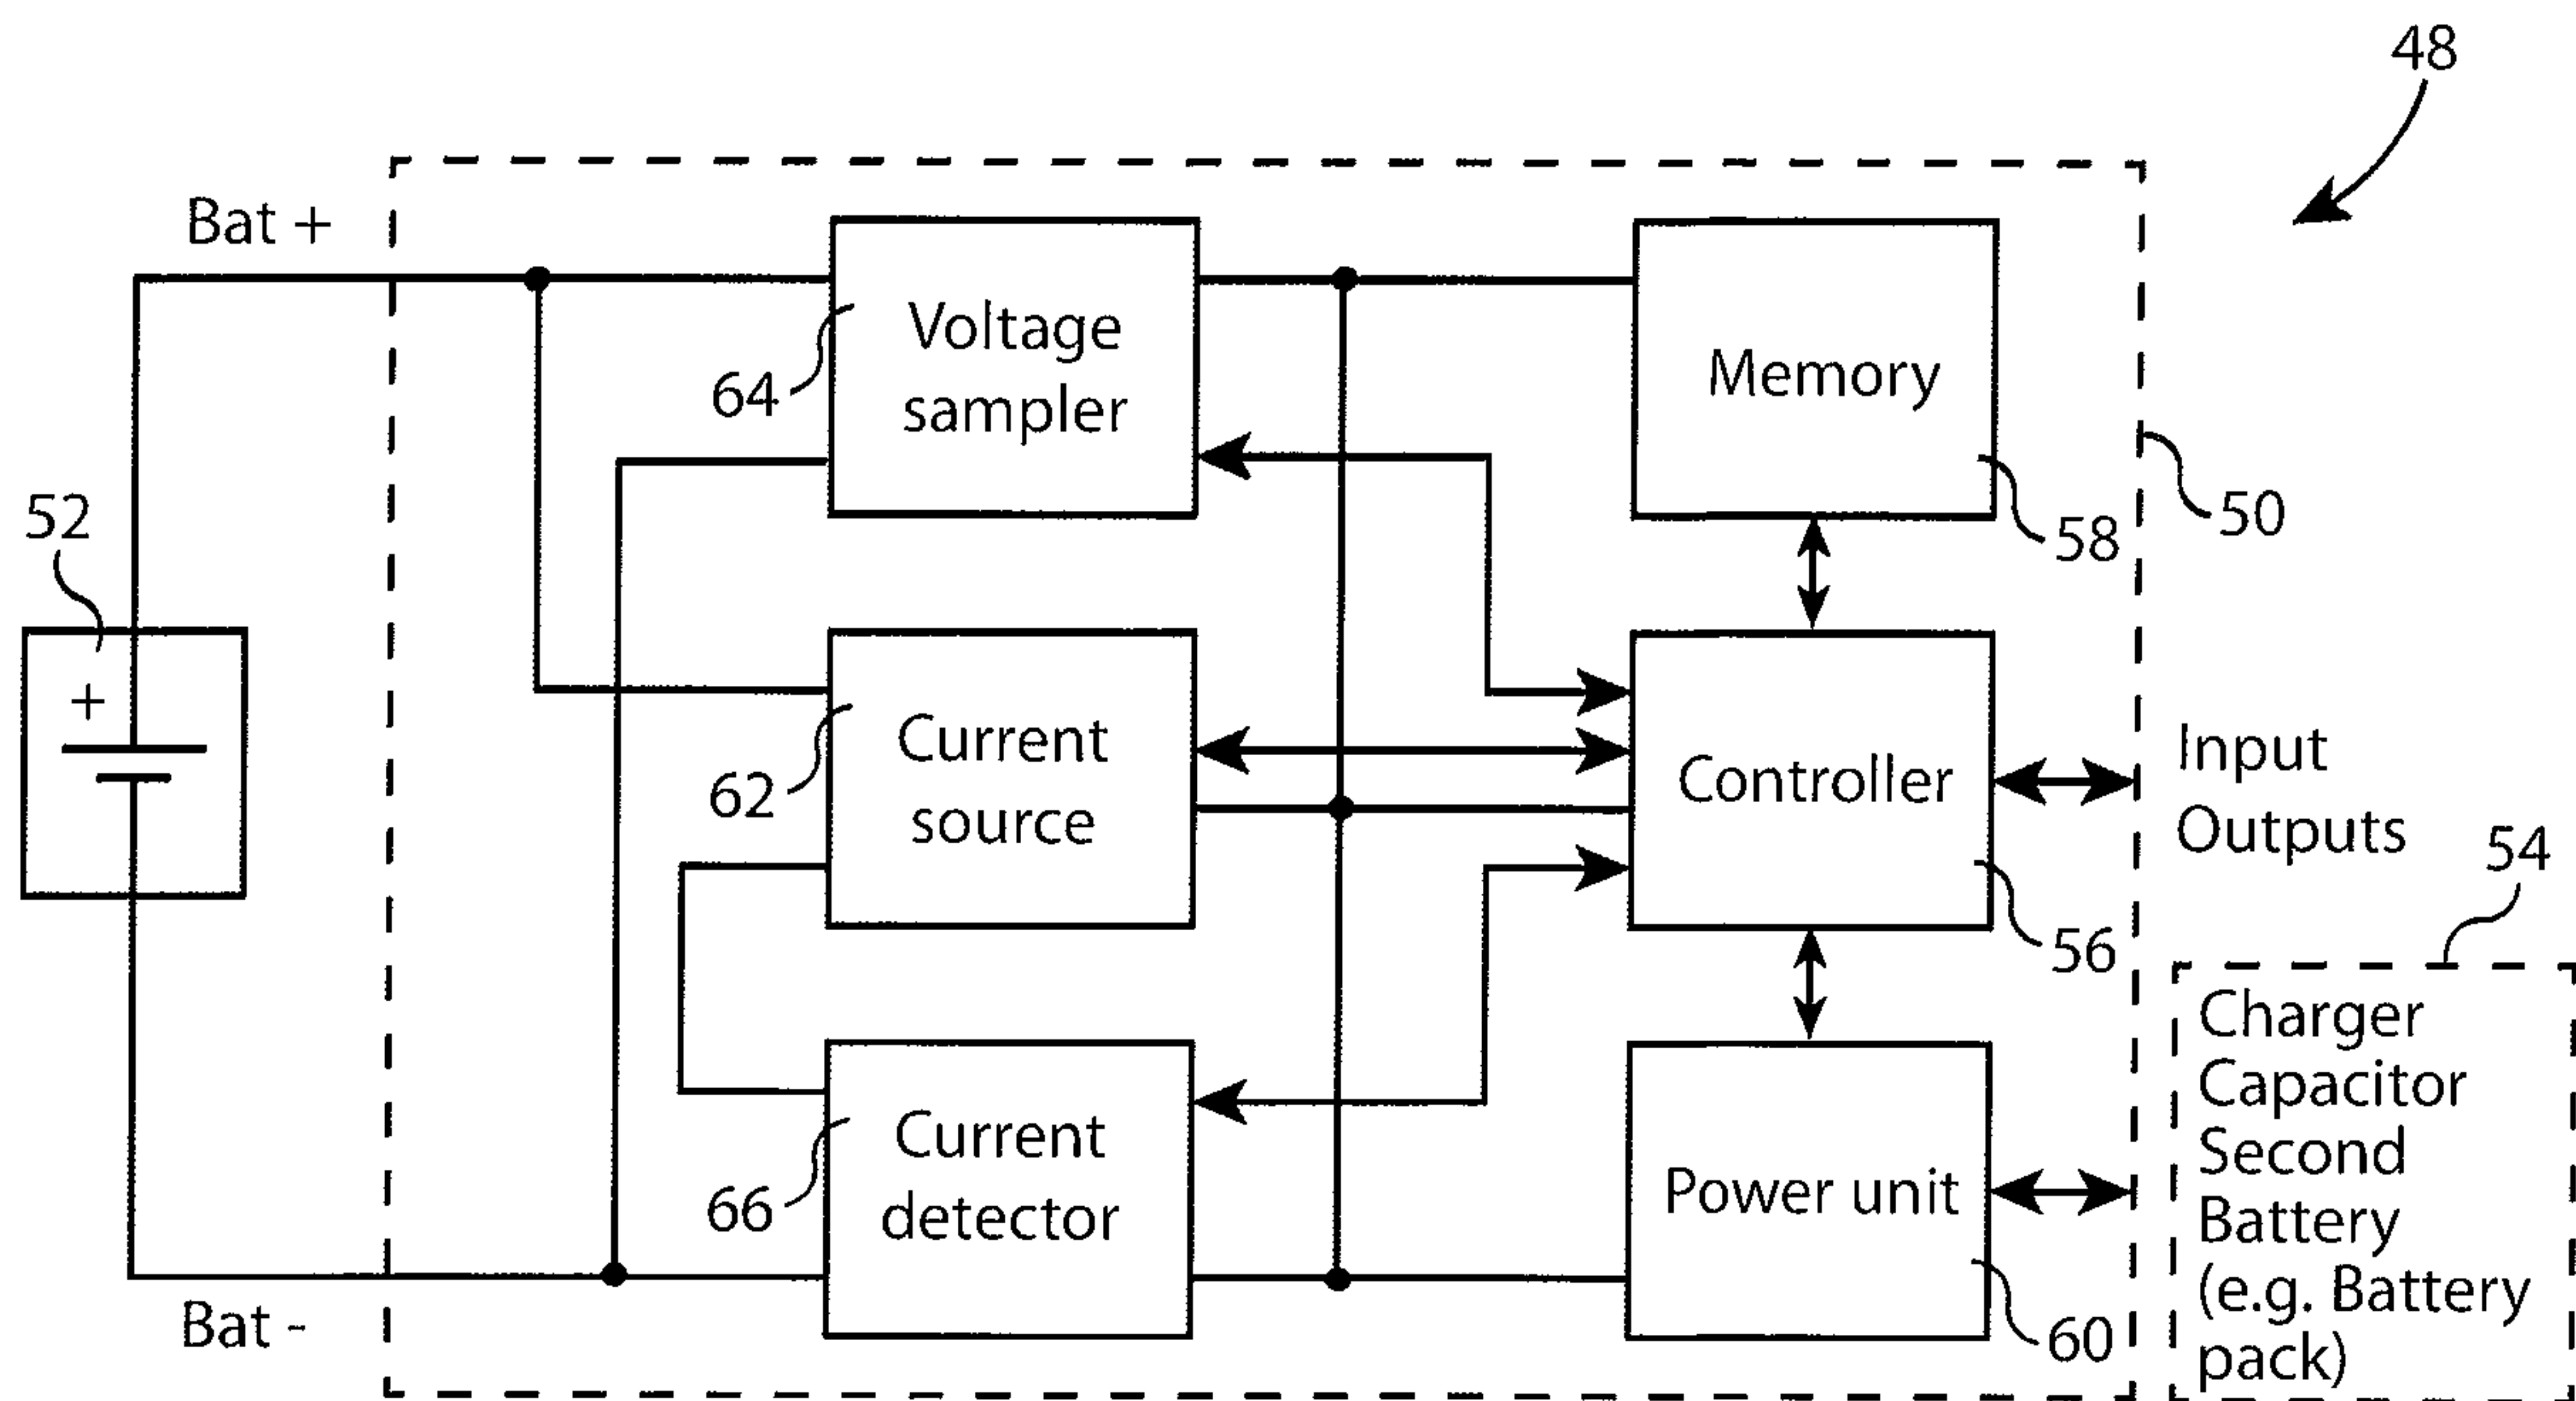 48
Bat +
Voltage
sampler
64
Memory
58
50
52
+
Current
source
62
Controller
56
Input
Outputs
54
Current
detector
66
Power unit
60
Charger
Capacitor
Second
Battery
(e.g. Battery
pack)
Bat -